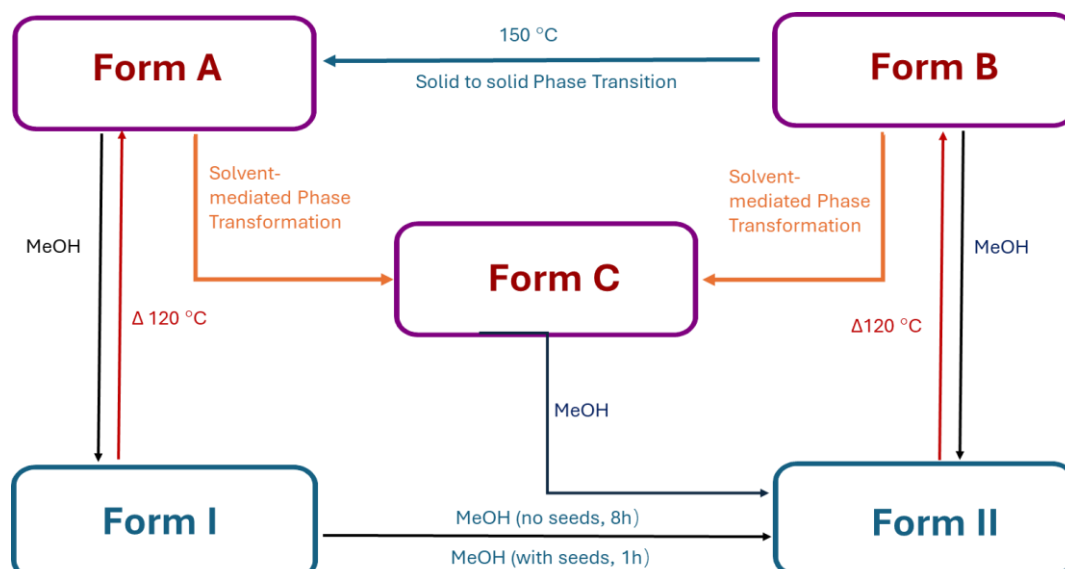 150 °C
Form A
Form B
Solid to solid Phase Transition
Solvent-
mediated Phase
Transformation
Solvent-
mediated Phase
Transformation
MeOH
MeOH
Form C
Δ 120 °C
Δ120 °C
MeOH
Form I
MeOH (no seeds, 8h)
Form II
MeOH (with seeds, 1h)